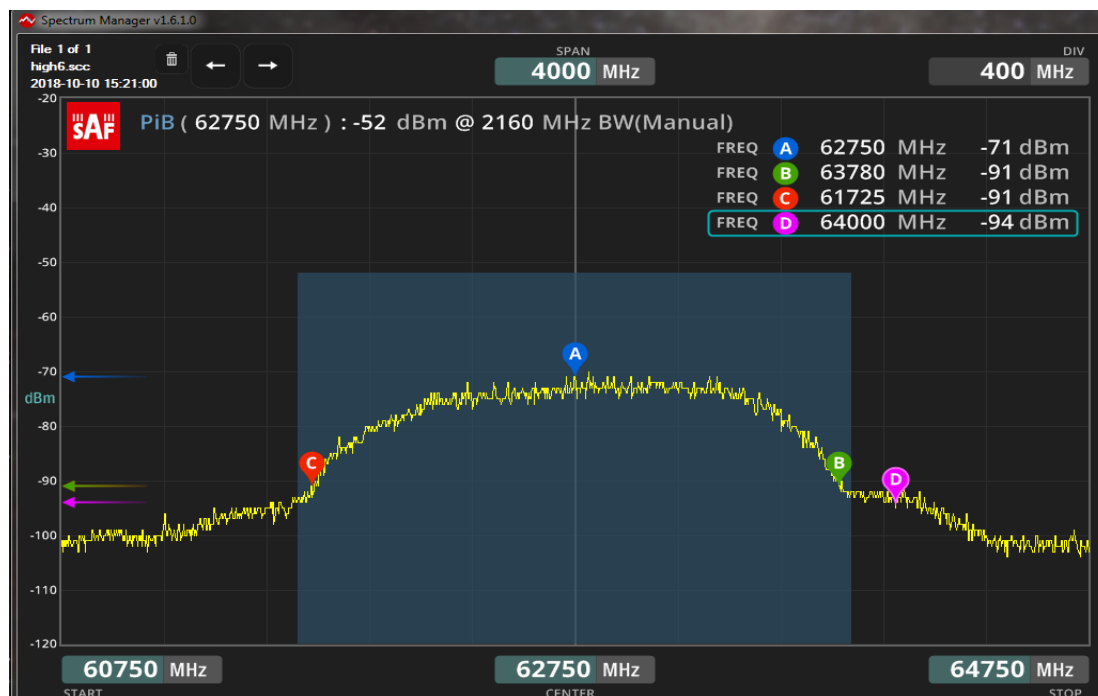 Spectrum Manager v1.6.1.0
File 1 of 1
high6.scc
2018-10-10 15:21:00
← →
SPAN
4000 MHz
DIV
400 MHz
SAF
PiB ( 62750 MHz ) : -52 dBm @ 2160 MHz BW(Manual)
FREQ A 62750 MHz -71 dBm
FREQ B 63780 MHz -91 dBm
FREQ C 61725 MHz -91 dBm
FREQ D 64000 MHz -94 dBm
-20
-30
-40
-50
-60
-70
dBm
-80
-90
-100
-110
-120
A
C
B
D
60750 MHz
START
62750 MHz
CENTER
64750 MHz
STOP